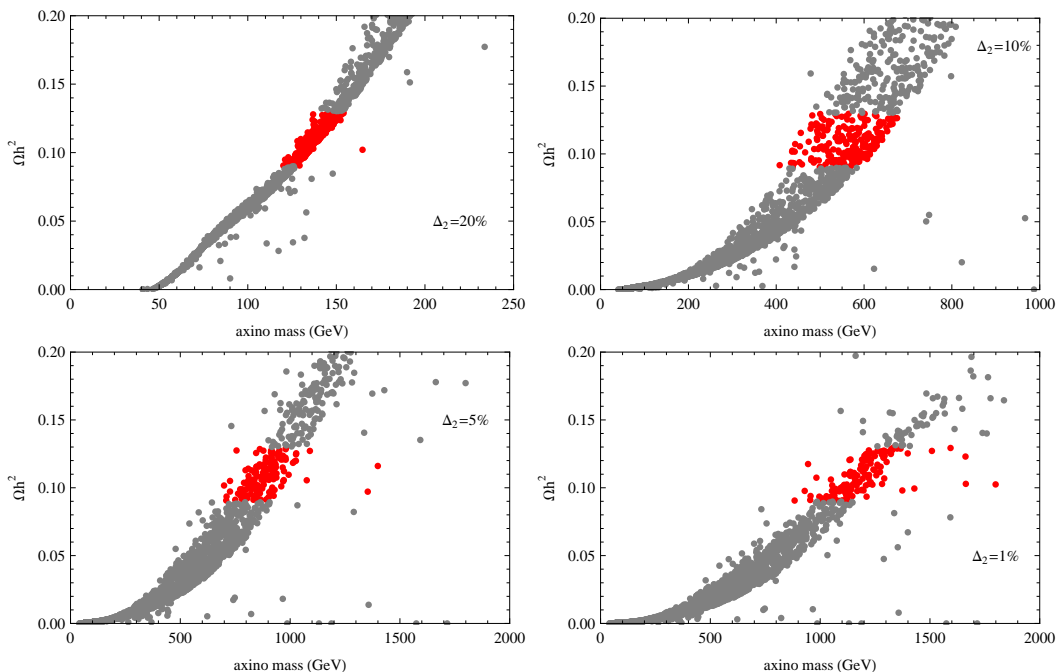 0.20
0.15
0.10
0.05
0.00
Ωh²
Δ₂=20%
0 50 100 150 200 250
axino mass (GeV)
0.20
0.15
0.10
0.05
0.00
Ωh²
Δ₂=10%
0 200 400 600 800 1000
axino mass (GeV)
0.20
0.15
0.10
0.05
0.00
Ωh²
Δ₂=5%
0 500 1000 1500 2000
axino mass (GeV)
0.20
0.15
0.10
0.05
0.00
Ωh²
Δ₂=1%
0 500 1000 1500 2000
axino mass (GeV)